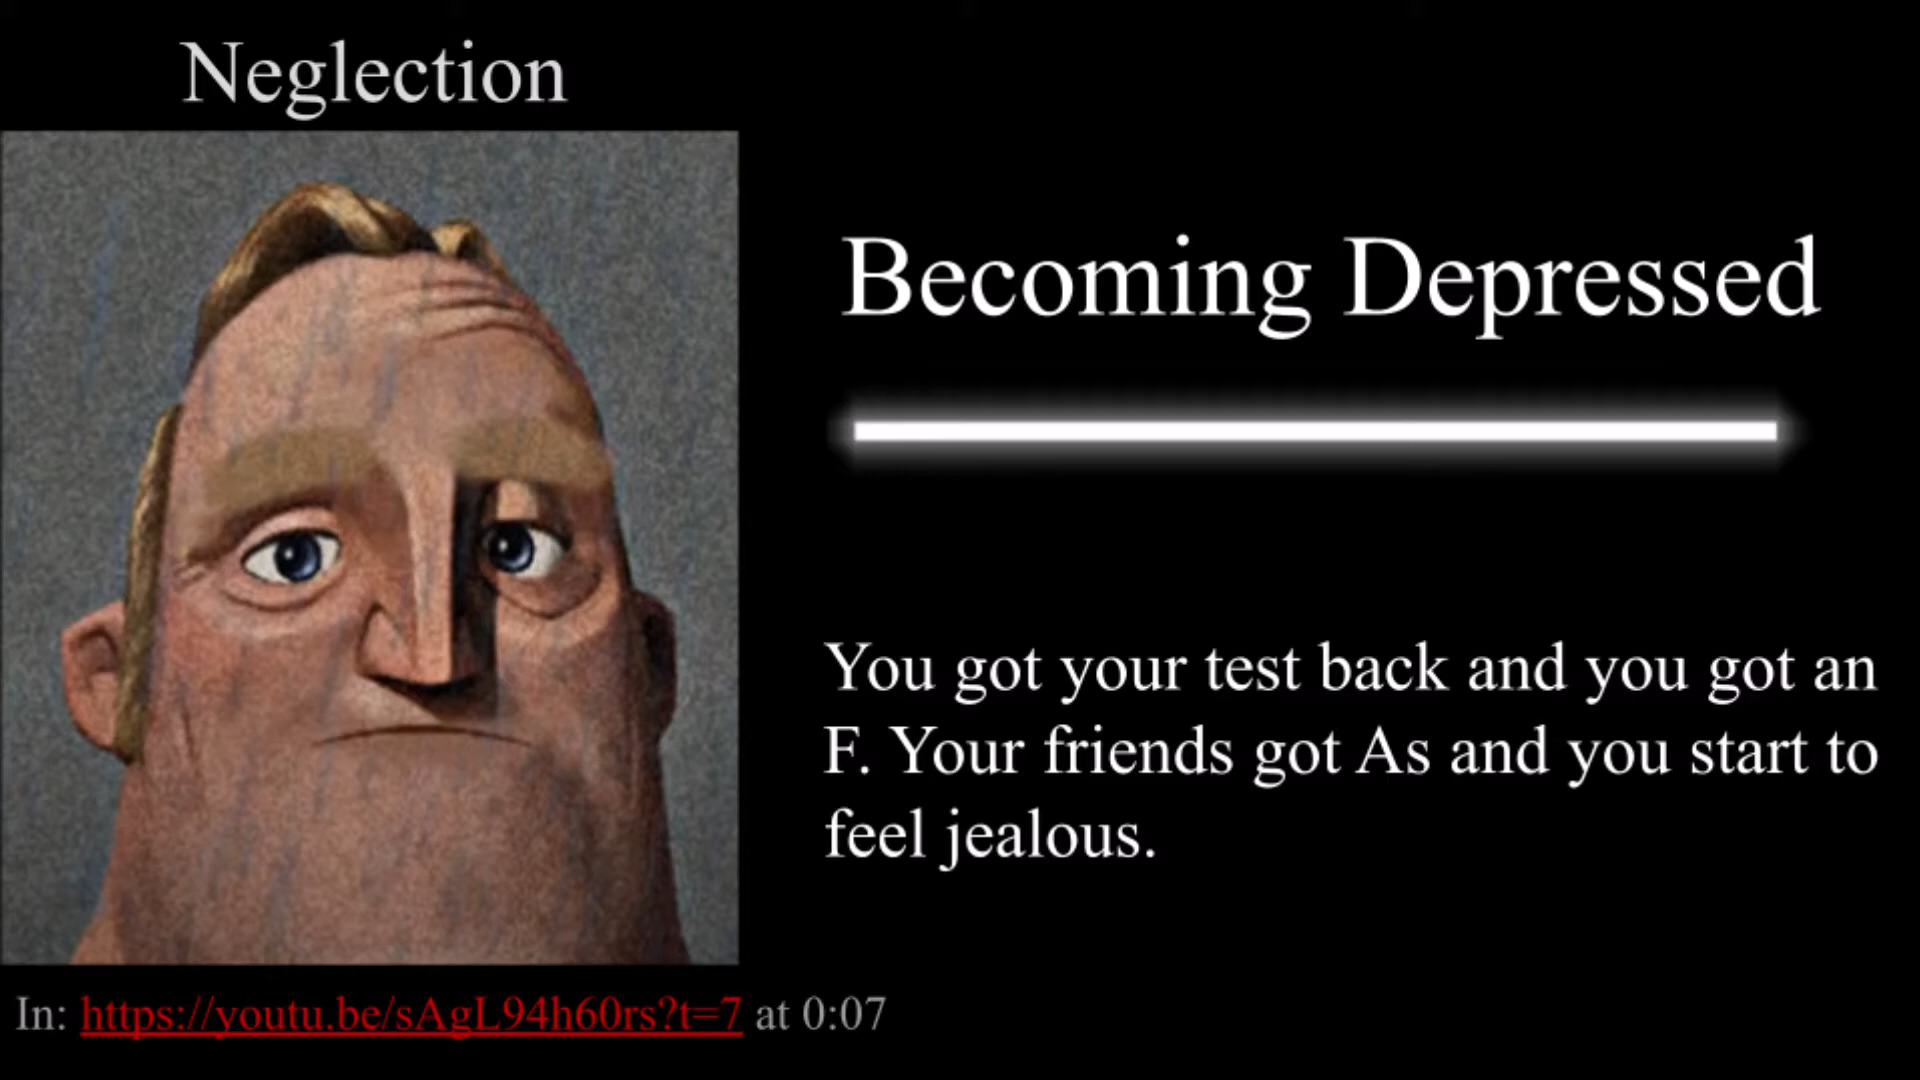 Neglection
Becoming Depressed
You got your test back and you got an
F. Your friends got As and you start to
feel jealous.
In: https://youtu.be/sAgL94h60rs?t=7 at 0:07